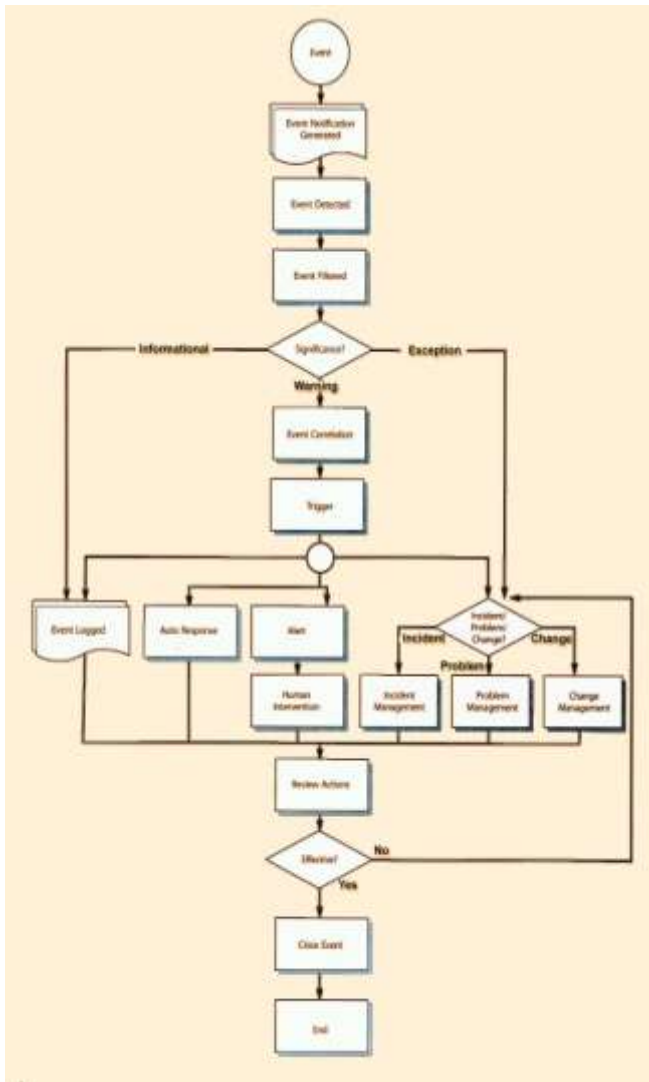 Event
Event Notification
Generated
Event Detected
Event Filtered
Significance?
Informational
Exception
Warning
Event Correlation
Trigger
Event Logged
Auto Response
Alert
Incident/
Problem/
Change?
Incident
Problem
Change
Human
Intervention
Incident
Management
Problem
Management
Change
Management
Review Actions
Effective?
No
Yes
Close Event
End